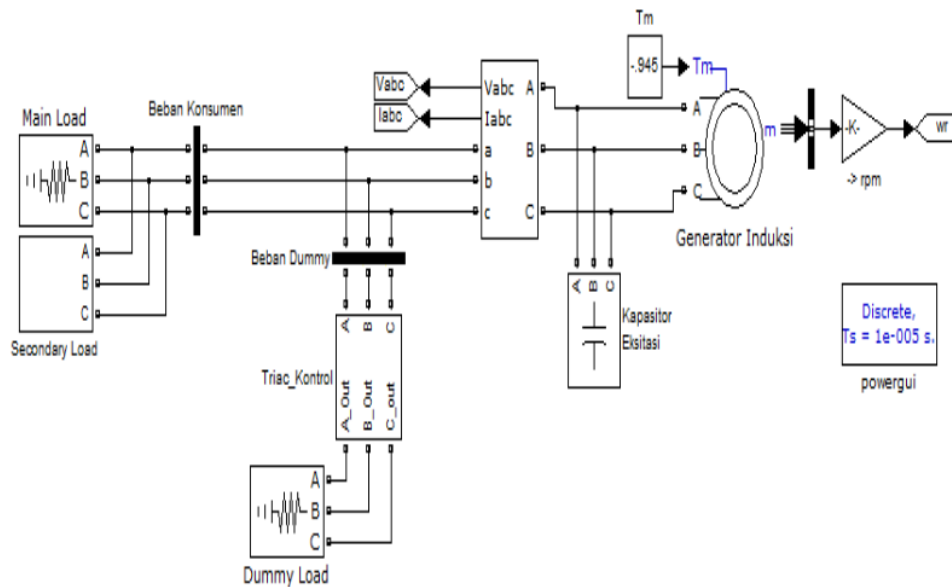 Tm
-.945
Tm
Vabc
Iabc
Vabc
Iabc
A
a
B
b
c
C
A
B
C
m
-K-
-> rpm
wr
Generator Induksi
Beban Konsumen
Main Load
A
B
C
A
B
C
Secondary Load
Beban Dummy
A
B
C
Triac_Kontrol
A_Out
B_Out
C_out
A
B
C
Dummy Load
A
B
C
Kapasitor
Eksitasi
Discrete,
Ts = 1e-005 s.
powergui